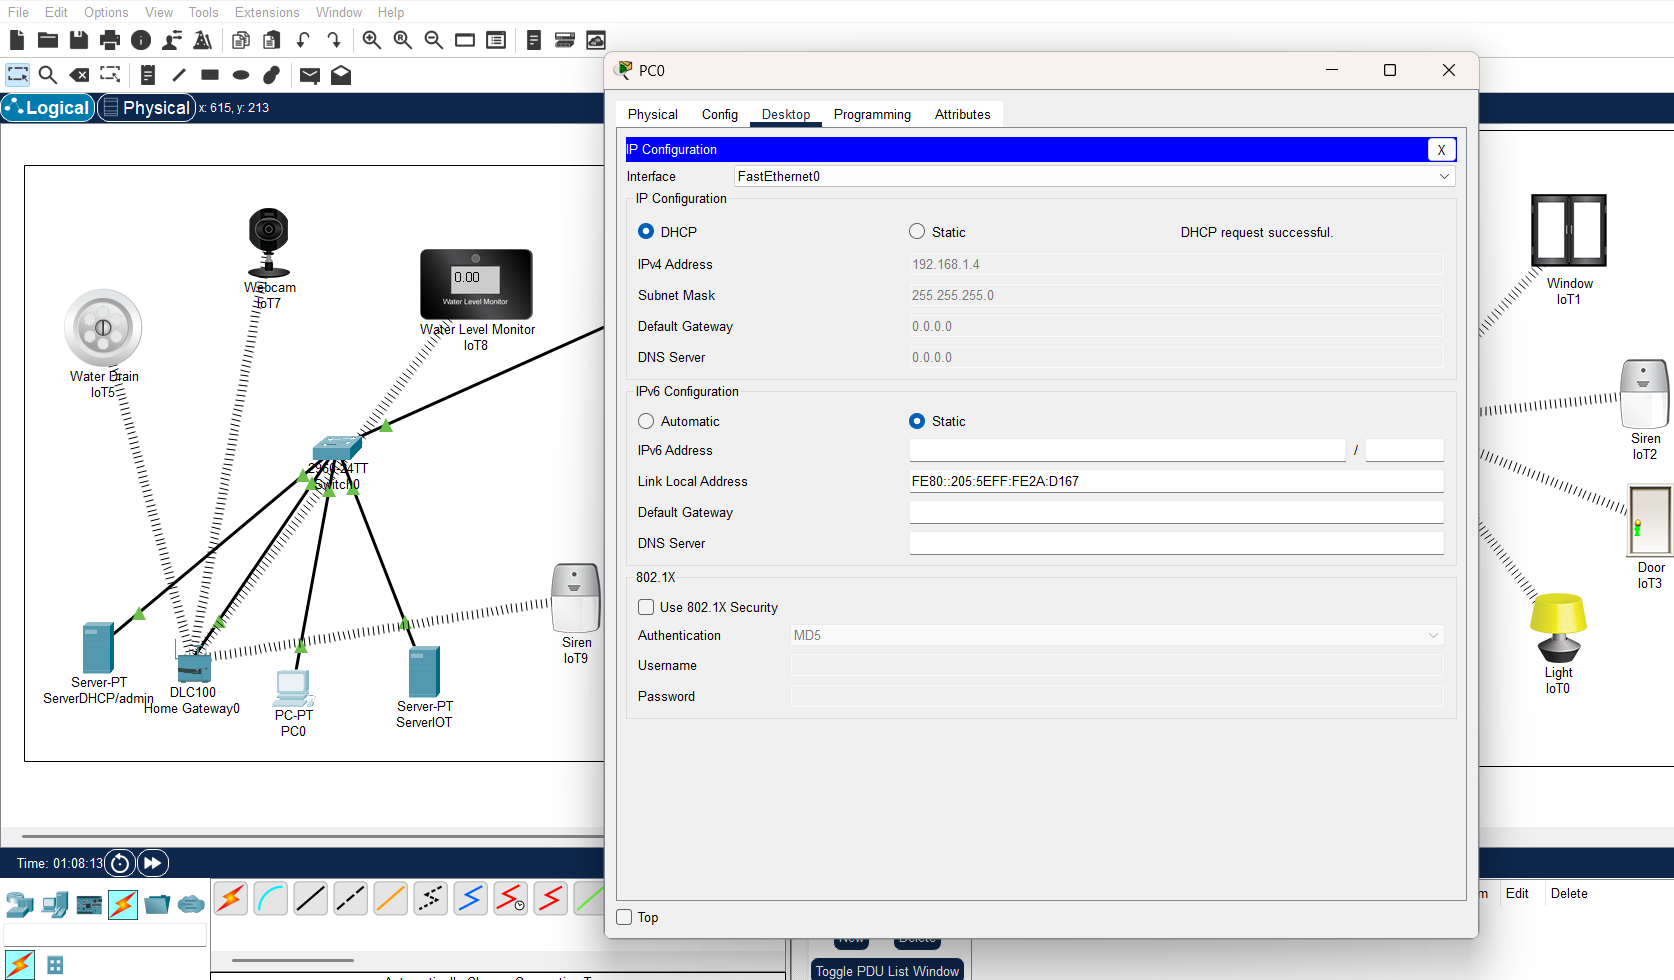 File Edit Options View Tools Extensions Window Help
Logical Physical x: 615, y: 213
Webcam
IoT7
0.00
Water Level Monitor
Water Level Monitor
IoT8
Water Drain
IoT5
2960-24TT
Switch0
Server-PT
ServerDHCP/admin
DLC100
Home Gateway0
PC-PT
PC0
Server-PT
ServerIOT
Siren
IoT9
PC0
Physical Config Desktop Programming Attributes
IP Configuration X
Interface FastEthernet0
IP Configuration
DHCP Static DHCP request successful.
IPv4 Address 192.168.1.4
Subnet Mask 255.255.255.0
Default Gateway 0.0.0.0
DNS Server 0.0.0.0
IPv6 Configuration
Automatic Static
IPv6 Address /
Link Local Address FE80::205:5EFF:FE2A:D167
Default Gateway
DNS Server
802.1X
Use 802.1X Security
Authentication MD5
Username
Password
Top
Window
IoT1
Siren
IoT2
Door
IoT3
Light
IoT0
Time: 01:08:13
Edit Delete
New Delete
Toggle PDU List Window